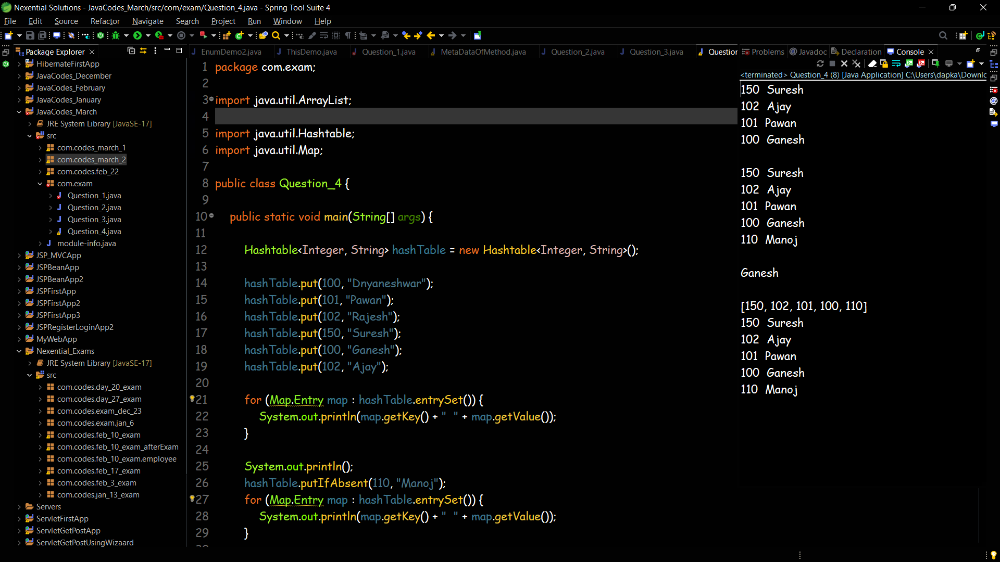 Nexential Solutions - JavaCodes_March/src/com/exam/Question_4.java - Spring Tool Suite 4
File Edit Source Refactor Navigate Search Project Run Window Help
Package Explorer
HibernateFirstApp
JavaCodes_December
JavaCodes_February
JavaCodes_January
JavaCodes_March
JRE System Library [JavaSE-17]
src
com.codes_march_1
com.codes_march_2
com.codes.feb_22
com.exam
Question_1.java
Question_2.java
Question_3.java
Question_4.java
module-info.java
JSP_MVCApp
JSPBeanApp
JSPBeanApp2
JSPFirstApp
JSPFirstApp2
JSPFirstApp3
JSPRegisterLoginApp2
MyWebApp
Nexential_Exams
JRE System Library [JavaSE-17]
src
com.codes.day_20_exam
com.codes.day_27_exam
com.codes.exam_dec_23
com.codes.exam.jan_6
com.codes.feb_10_exam
com.codes.feb_10_exam_afterExam
com.codes.feb_10_exam.employee
com.codes.feb_17_exam
com.codes.feb_3_exam
com.codes.jan_13_exam
Servers
ServletFirstApp
ServletGetPostApp
ServletGetPostUsingWizaard
EnumDemo2.java ThisDemo.java Question_1.java MetaDataOfMethod.java Question_2.java Question_3.java Question
1 package com.exam;
2
3 import java.util.ArrayList;
4
5 import java.util.Hashtable;
6 import java.util.Map;
7
8 public class Question_4 {
9
10 public static void main(String[] args) {
11
12 Hashtable<Integer, String> hashTable = new Hashtable<Integer, String>();
13
14 hashTable.put(100, "Dnyaneshwar");
15 hashTable.put(101, "Pawan");
16 hashTable.put(102, "Rajesh");
17 hashTable.put(150, "Suresh");
18 hashTable.put(100, "Ganesh");
19 hashTable.put(102, "Ajay");
20
21 for (Map.Entry map : hashTable.entrySet()) {
22 System.out.println(map.getKey() + "  " + map.getValue());
23 }
24
25 System.out.println();
26 hashTable.putIfAbsent(110, "Manoj");
27 for (Map.Entry map : hashTable.entrySet()) {
28 System.out.println(map.getKey() + "  " + map.getValue());
29 }
Problems Javadoc Declaration Console
<terminated> Question_4 (8) [Java Application] C:\Users\dapka\Downlo
150 Suresh
102 Ajay
101 Pawan
100 Ganesh
150 Suresh
102 Ajay
101 Pawan
100 Ganesh
110 Manoj
Ganesh
[150, 102, 101, 100, 110]
150 Suresh
102 Ajay
101 Pawan
100 Ganesh
110 Manoj